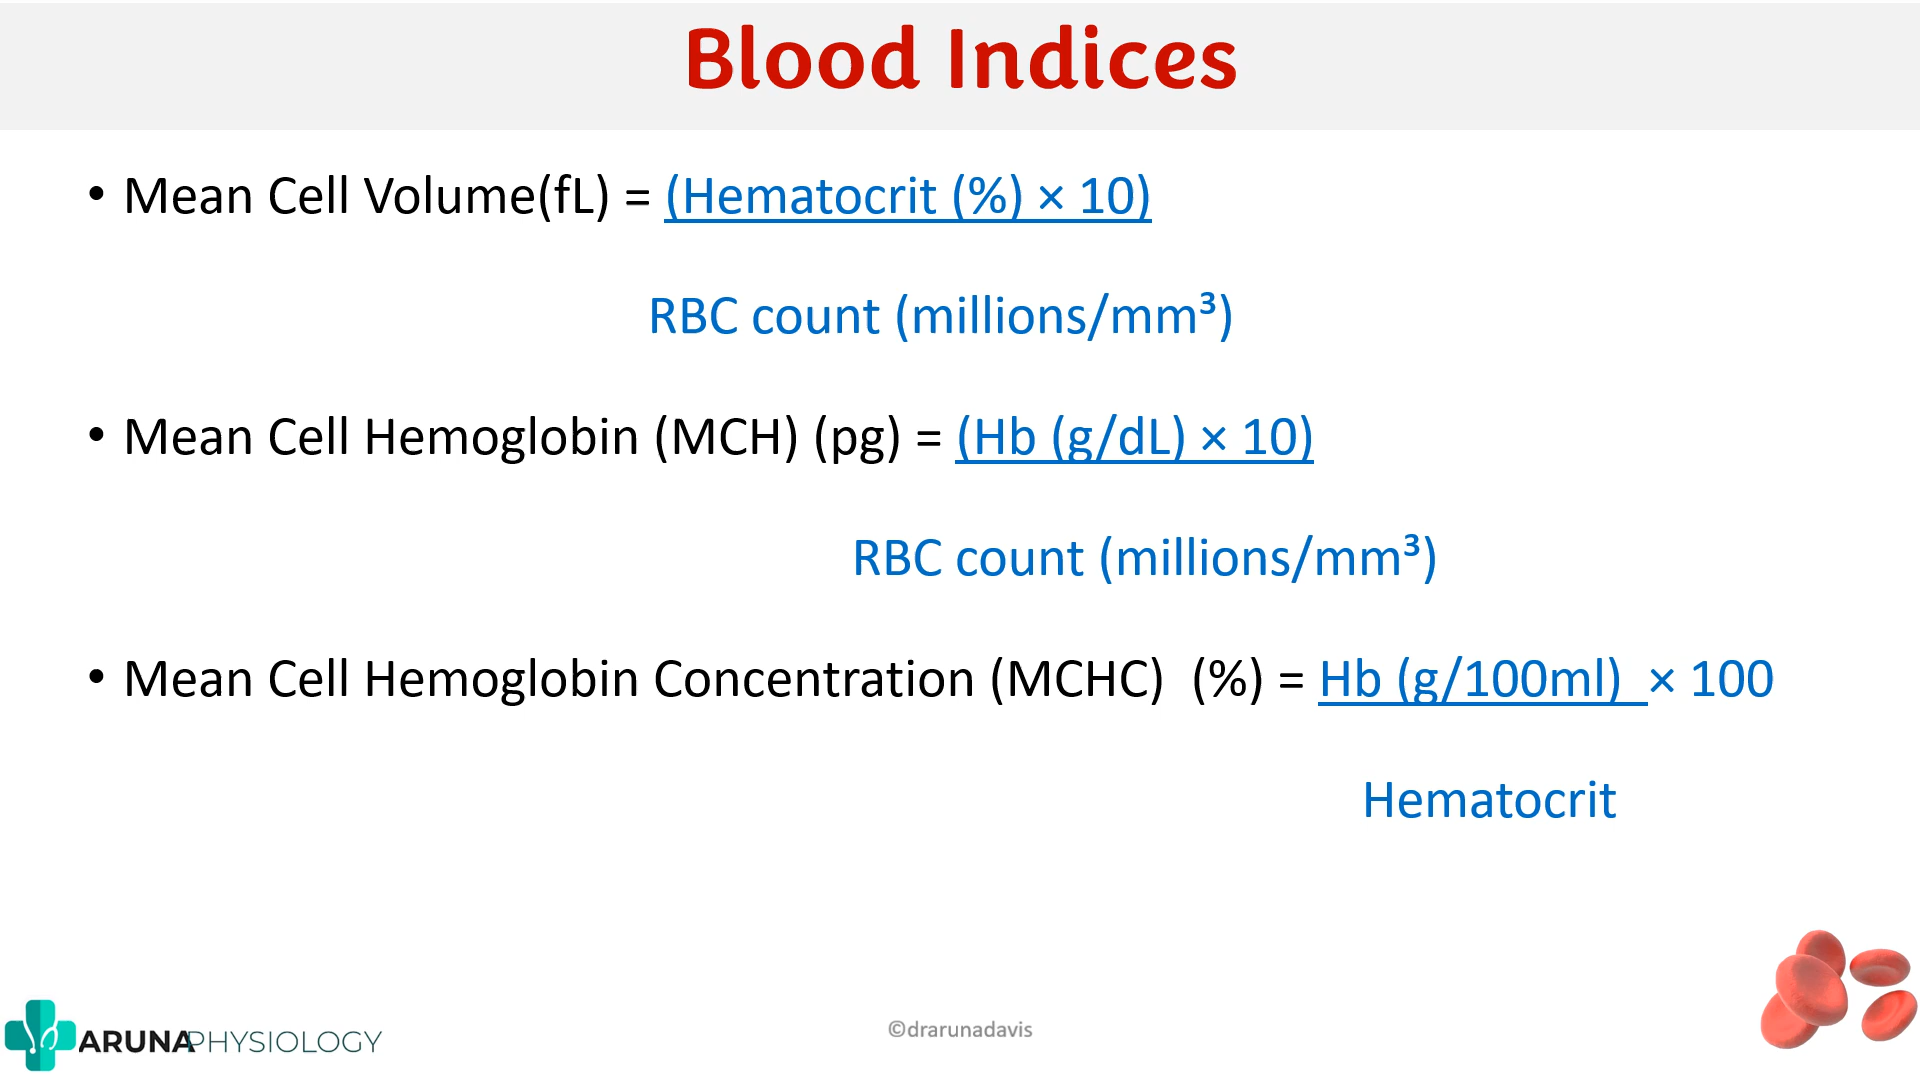 Blood Indices
• Mean Cell Volume(fL) = (Hematocrit (%) × 10)
RBC count (millions/mm³)
• Mean Cell Hemoglobin (MCH) (pg) = (Hb (g/dL) × 10)
RBC count (millions/mm³)
• Mean Cell Hemoglobin Concentration (MCHC) (%) = Hb (g/100ml) × 100
Hematocrit
ARUNAPHYSIOLOGY
©drarunadavis